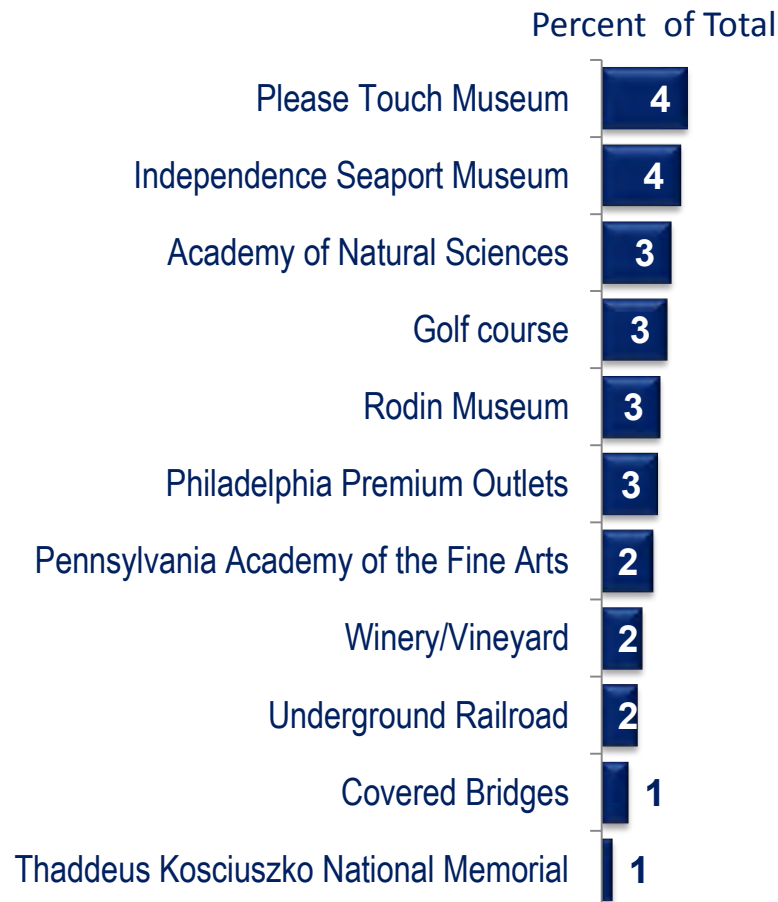 Percent of Total
Please Touch Museum 4
Independence Seaport Museum 4
Academy of Natural Sciences 3
Golf course 3
Rodin Museum 3
Philadelphia Premium Outlets 3
Pennsylvania Academy of the Fine Arts 2
Winery/Vineyard 2
Underground Railroad 2
Covered Bridges 1
Thaddeus Kosciuszko National Memorial 1